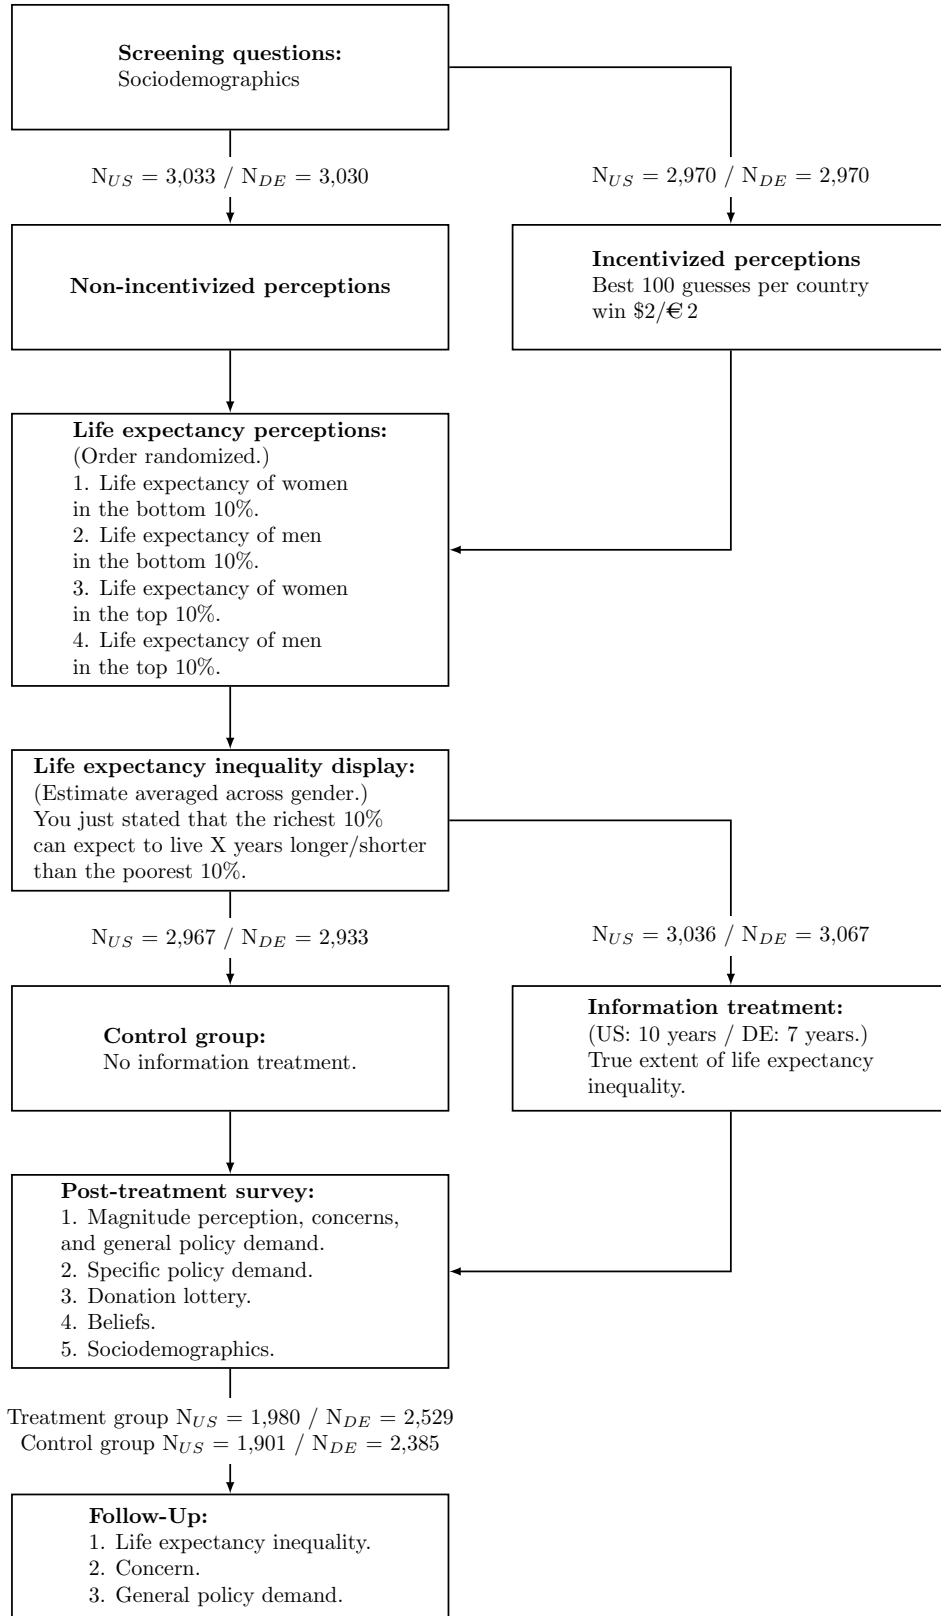 Screening questions:
Sociodemographics
N_US = 3,033 / N_DE = 3,030
N_US = 2,970 / N_DE = 2,970
Non-incentivized perceptions
Incentivized perceptions
Best 100 guesses per country
win $2/€2
Life expectancy perceptions:
(Order randomized.)
1. Life expectancy of women
in the bottom 10%.
2. Life expectancy of men
in the bottom 10%.
3. Life expectancy of women
in the top 10%.
4. Life expectancy of men
in the top 10%.
Life expectancy inequality display:
(Estimate averaged across gender.)
You just stated that the richest 10%
can expect to live X years longer/shorter
than the poorest 10%.
N_US = 2,967 / N_DE = 2,933
N_US = 3,036 / N_DE = 3,067
Control group:
No information treatment.
Information treatment:
(US: 10 years / DE: 7 years.)
True extent of life expectancy
inequality.
Post-treatment survey:
1. Magnitude perception, concerns,
and general policy demand.
2. Specific policy demand.
3. Donation lottery.
4. Beliefs.
5. Sociodemographics.
Treatment group N_US = 1,980 / N_DE = 2,529
Control group N_US = 1,901 / N_DE = 2,385
Follow-Up:
1. Life expectancy inequality.
2. Concern.
3. General policy demand.